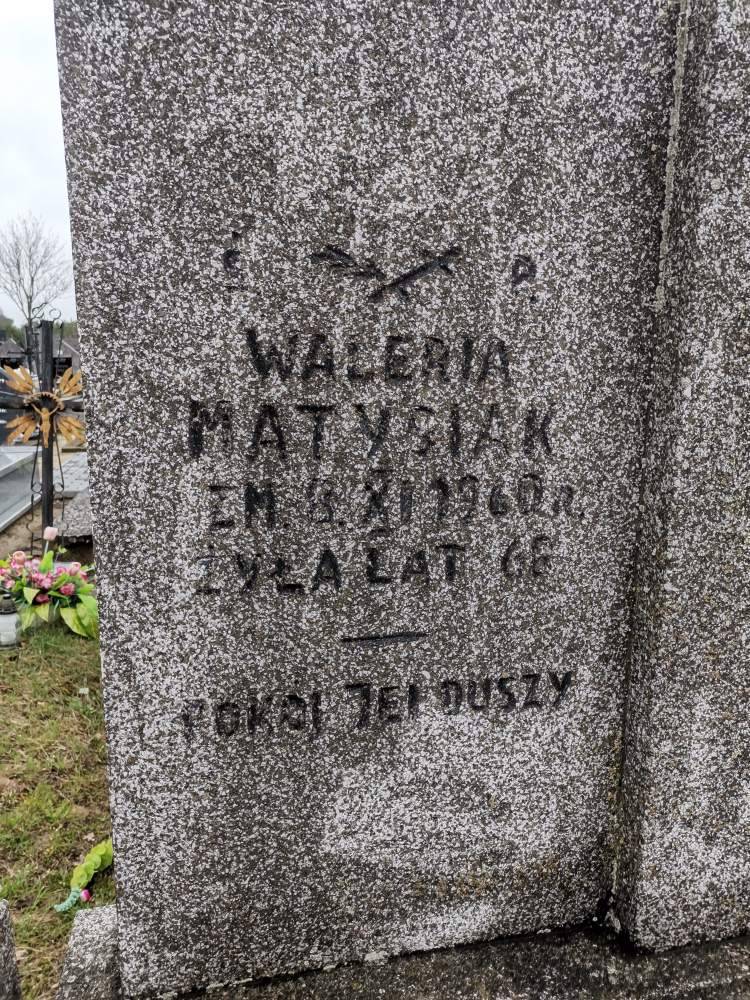 Ś P.
WALERIA
MATYSIAK
ZM. 8. XI 1960 R.
ŻYŁA LAT 66
POKÓJ JEJ DUSZY